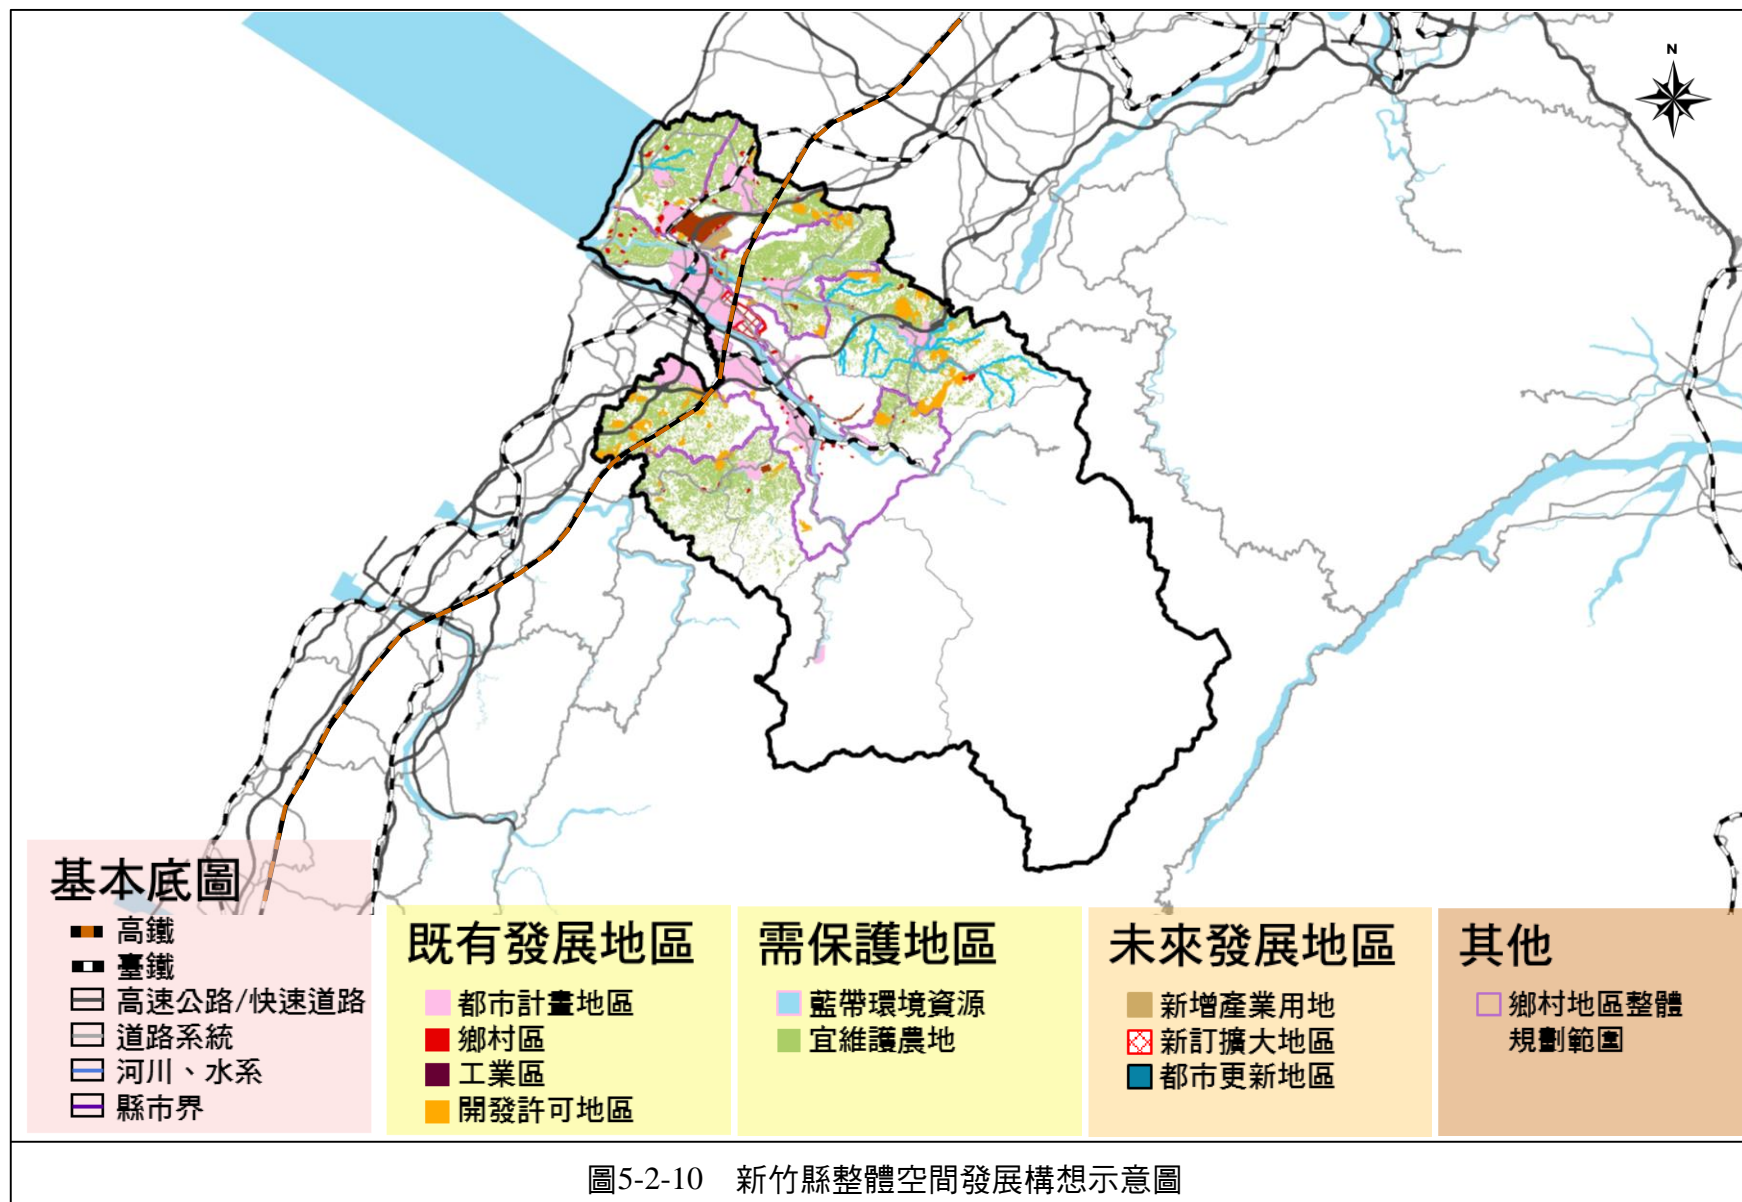 N
基本底圖
高鐵
臺鐵
高速公路/快速道路
道路系統
河川、水系
縣市界
既有發展地區
都市計畫地區
鄉村區
工業區
開發許可地區
需保護地區
藍帶環境資源
宜維護農地
未來發展地區
新增產業用地
新訂擴大地區
都市更新地區
其他
鄉村地區整體
規劃範圍
圖5-2-10 新竹縣整體空間發展構想示意圖